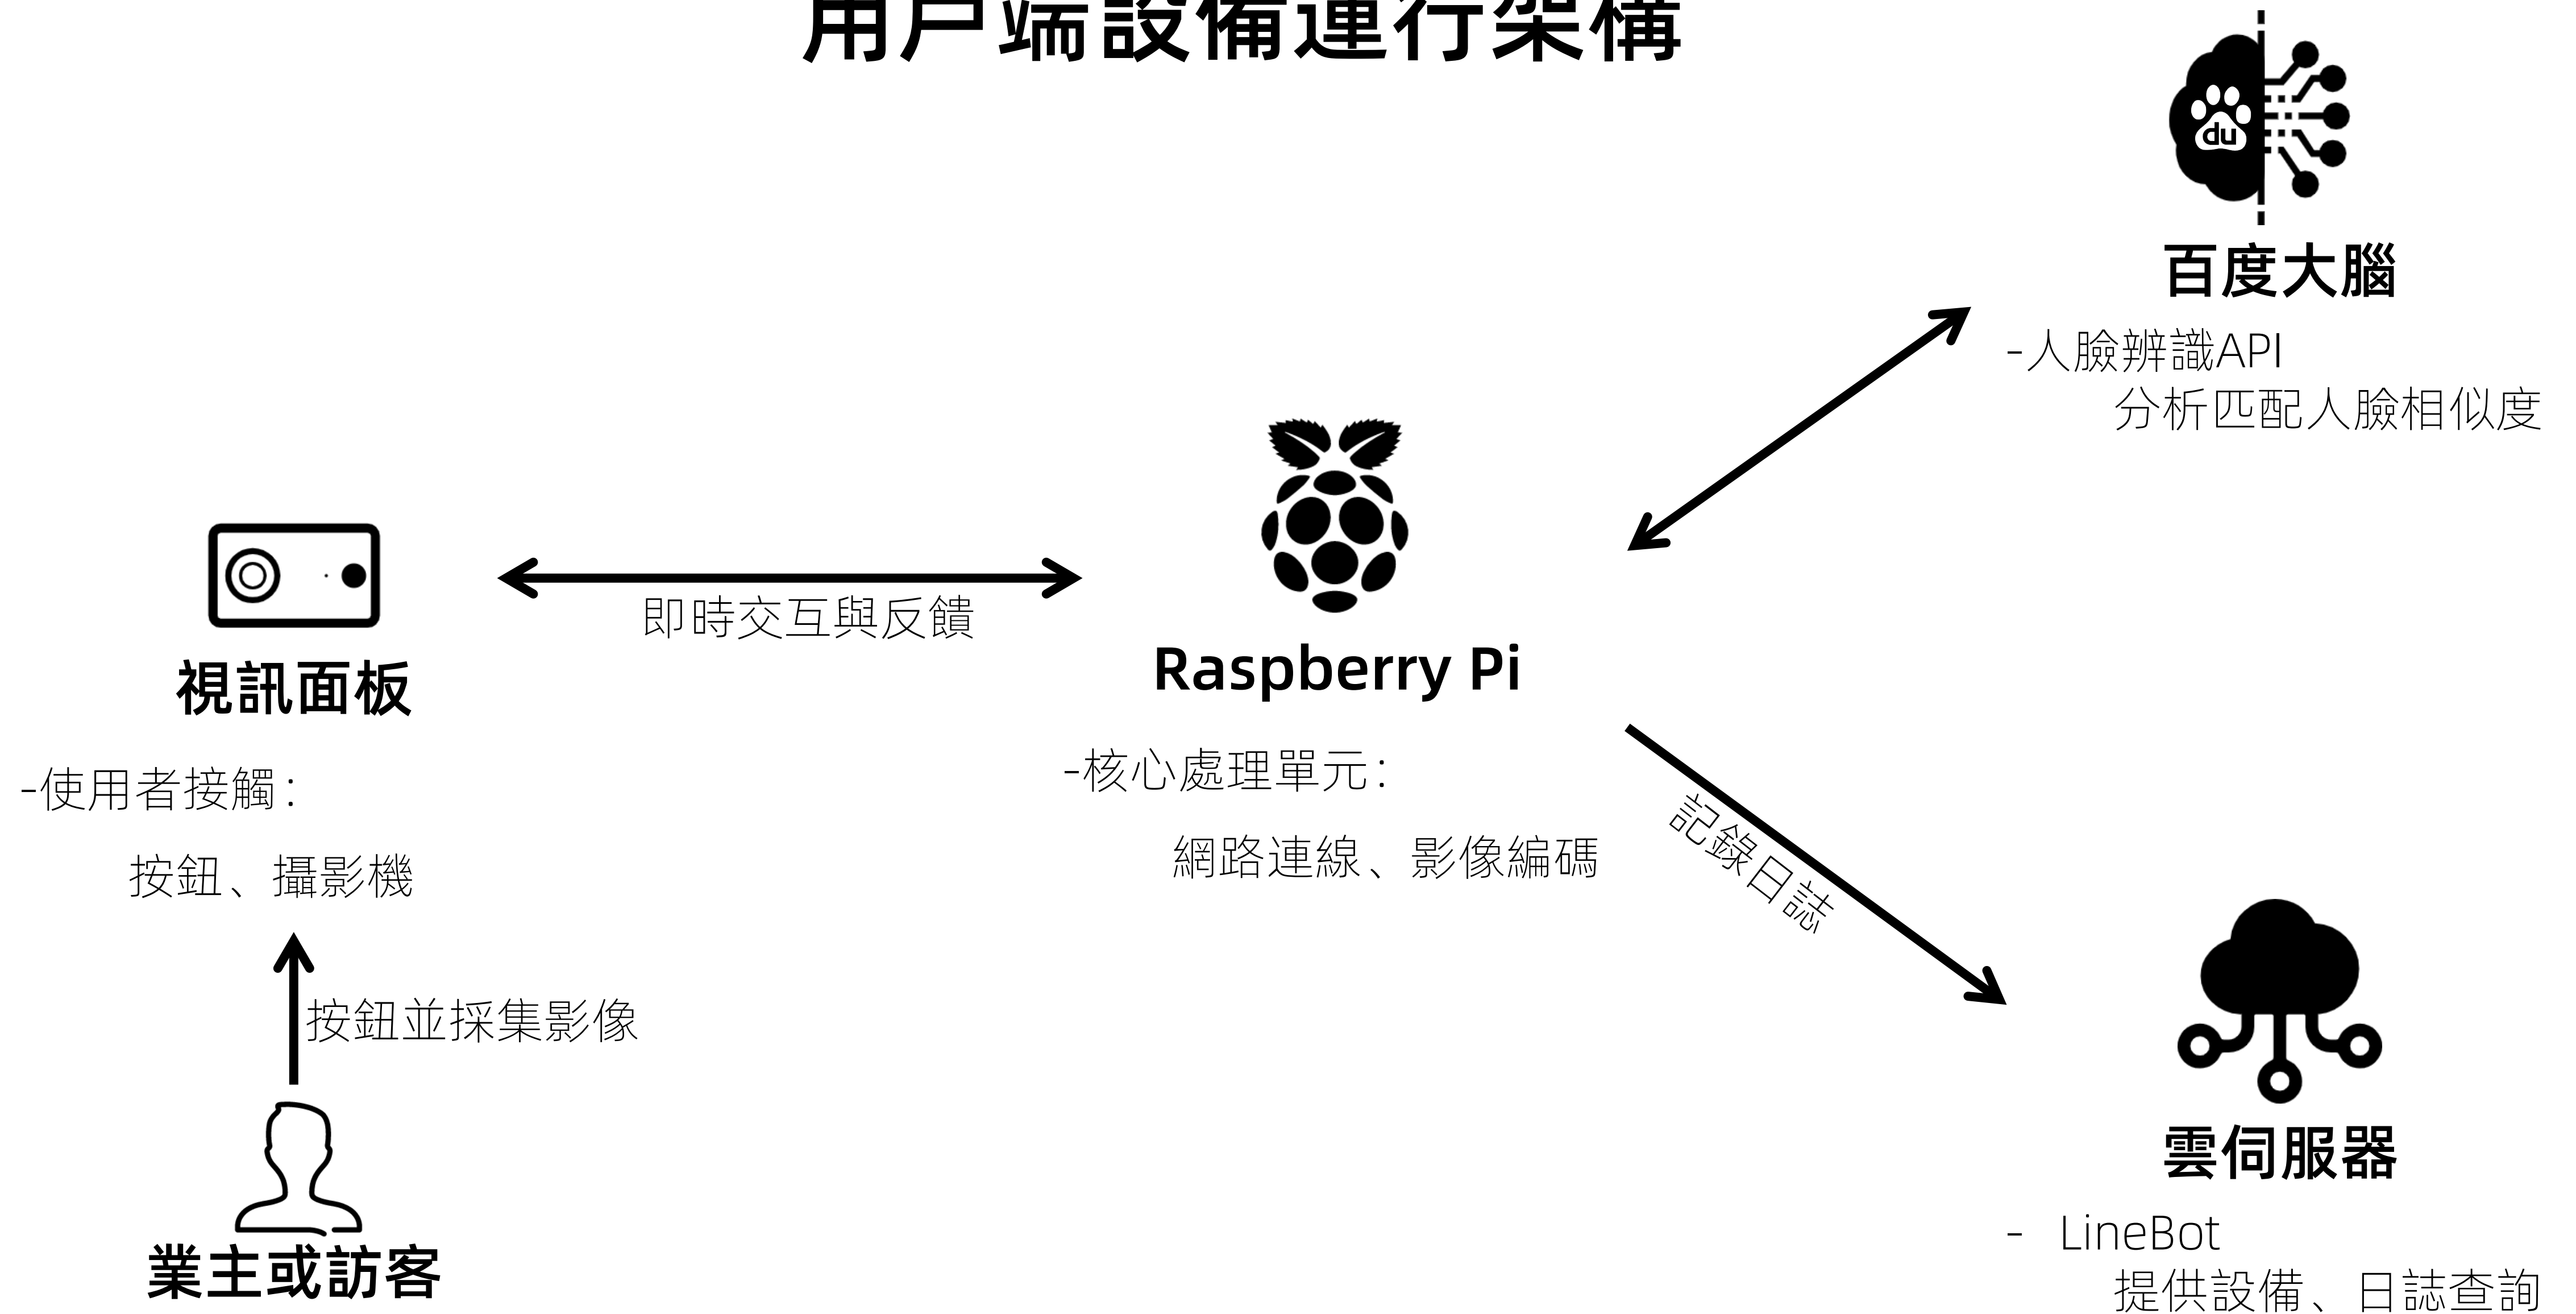 用戶端設備運行架構
du
百度大腦
-人臉辨識API
分析匹配人臉相似度
即時交互與反饋
視訊面板
-使用者接觸：
按鈕、攝影機
Raspberry Pi
-核心處理單元：
網路連線、影像編碼
記錄日誌
按鈕並採集影像
業主或訪客
雲伺服器
- LineBot
提供設備、日誌查詢